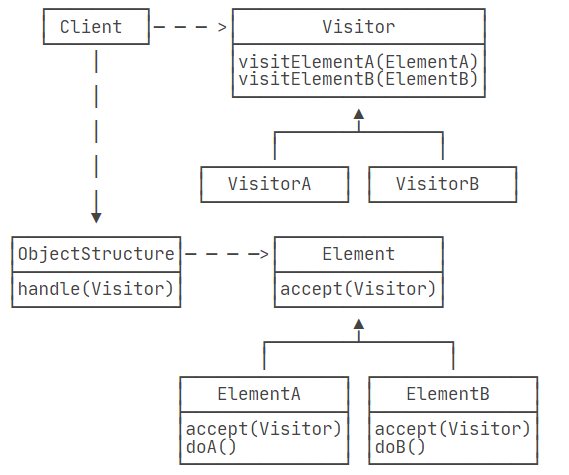 Client
Visitor
visitElementA(ElementA)
visitElementB(ElementB)
VisitorA
VisitorB
ObjectStructure
handle(Visitor)
Element
accept(Visitor)
ElementA
accept(Visitor)
doA()
ElementB
accept(Visitor)
doB()